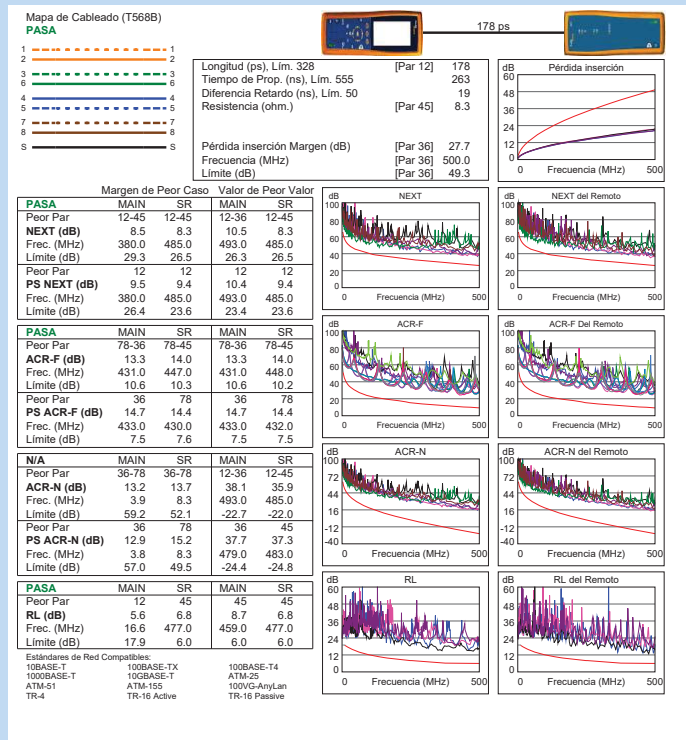 Mapa de Cableado (T568B)
PASA
1 1
2 2
3 3
6 6
4 4
5 5
7 7
8 8
S S
178 ps
Longitud (ps), Lím. 328 [Par 12] 178
Tiempo de Prop. (ns), Lím. 555 263
Diferencia Retardo (ns), Lím. 50 19
Resistencia (ohm.) [Par 45] 8.3
Pérdida inserción Margen (dB) [Par 36] 27.7
Frecuencia (MHz) [Par 36] 500.0
Límite (dB) [Par 36] 49.3
dB Pérdida inserción
60
48
36
24
12
0
0 Frecuencia (MHz) 500
Margen de Peor Caso Valor de Peor Valor
PASA MAIN SR MAIN SR
Peor Par 12-45 12-45 12-36 12-45
NEXT (dB) 8.5 8.3 10.5 8.3
Frec. (MHz) 380.0 485.0 493.0 485.0
Límite (dB) 29.3 26.5 26.3 26.5
Peor Par 12 12 12 12
PS NEXT (dB) 9.5 9.4 10.4 9.4
Frec. (MHz) 380.0 485.0 493.0 485.0
Límite (dB) 26.4 23.6 23.4 23.6
PASA MAIN SR MAIN SR
Peor Par 78-36 78-45 78-36 78-45
ACR-F (dB) 13.3 14.0 13.3 14.0
Frec. (MHz) 431.0 447.0 431.0 448.0
Límite (dB) 10.6 10.3 10.6 10.2
Peor Par 36 78 36 78
PS ACR-F (dB) 14.7 14.4 14.7 14.4
Frec. (MHz) 433.0 430.0 433.0 432.0
Límite (dB) 7.5 7.6 7.5 7.5
N/A MAIN SR MAIN SR
Peor Par 36-78 36-78 12-36 12-45
ACR-N (dB) 13.2 13.7 38.1 35.9
Frec. (MHz) 3.9 8.3 493.0 485.0
Límite (dB) 59.2 52.1 -22.7 -22.0
Peor Par 36 78 36 45
PS ACR-N (dB) 12.9 15.2 37.7 37.3
Frec. (MHz) 3.8 8.3 479.0 483.0
Límite (dB) 57.0 49.5 -24.4 -24.8
PASA MAIN SR MAIN SR
Peor Par 12 45 45 45
RL (dB) 5.6 6.8 8.7 6.8
Frec. (MHz) 16.6 477.0 459.0 477.0
Límite (dB) 17.9 6.0 6.0 6.0
Estándares de Red Compatibles:
10BASE-T 100BASE-TX 100BASE-T4
1000BASE-T 10GBASE-T ATM-25
ATM-51 ATM-155 100VG-AnyLan
TR-4 TR-16 Active TR-16 Passive
dB NEXT
100
80
60
40
20
0
0 Frecuencia (MHz) 500
dB NEXT del Remoto
100
80
60
40
20
0
0 Frecuencia (MHz) 500
dB ACR-F
100
80
60
40
20
0
0 Frecuencia (MHz) 500
dB ACR-F Del Remoto
100
80
60
40
20
0
0 Frecuencia (MHz) 500
dB ACR-N
100
72
44
16
-12
-40
0 Frecuencia (MHz) 500
dB ACR-N del Remoto
100
72
44
16
-12
-40
0 Frecuencia (MHz) 500
dB RL
60
48
36
24
12
0
0 Frecuencia (MHz) 500
dB RL del Remoto
60
48
36
24
12
0
0 Frecuencia (MHz) 500